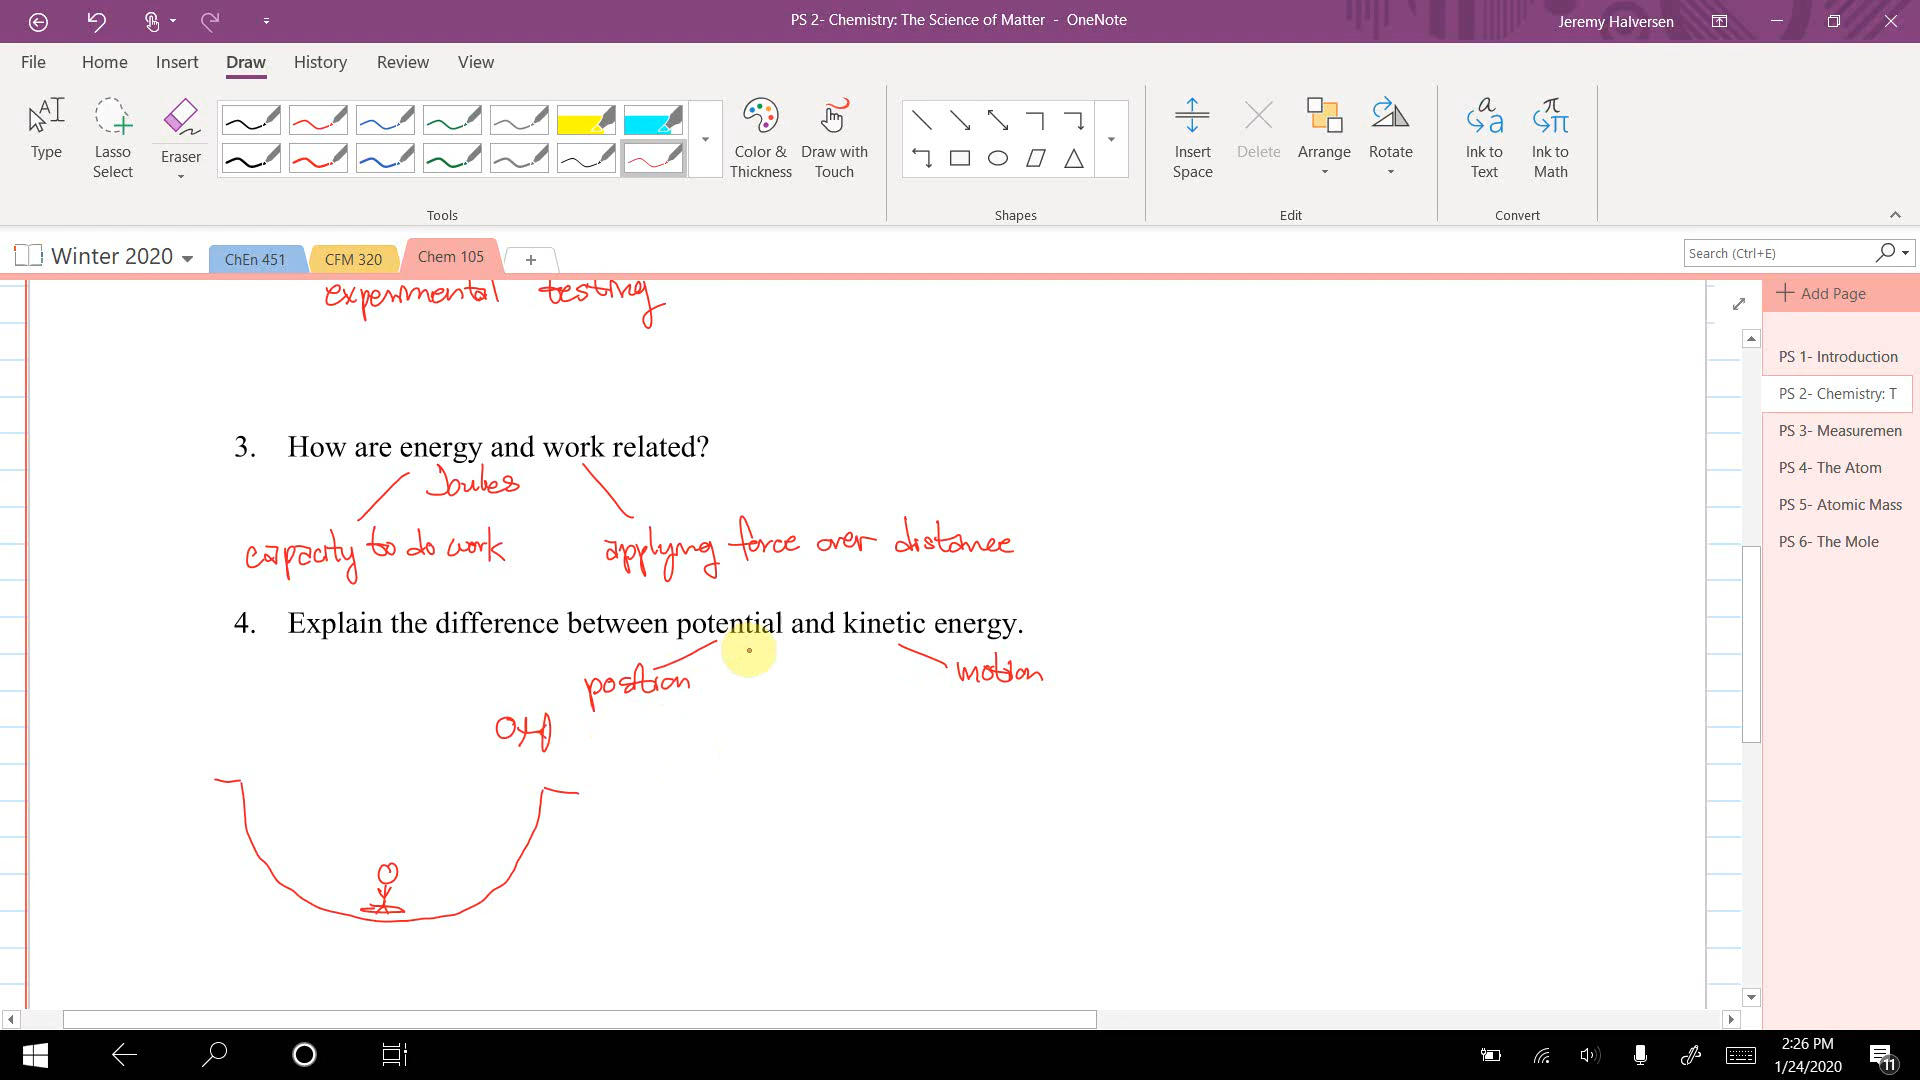 PS 2- Chemistry: The Science of Matter - OneNote
Jeremy Halversen
File Home Insert Draw History Review View
Type
Lasso Select
Eraser
Color & Thickness
Draw with Touch
Insert Space
Delete
Arrange
Rotate
Ink to Text
Ink to Math
Tools
Shapes
Edit
Convert
Winter 2020
ChEn 451
CFM 320
Chem 105
Search (Ctrl+E)
Add Page
PS 1- Introduction
PS 2- Chemistry: T
PS 3- Measuremen
PS 4- The Atom
PS 5- Atomic Mass
PS 6- The Mole
experimental testing
3. How are energy and work related?
Joules
capacity to do work
applying force over distance
4. Explain the difference between potential and kinetic energy.
position
motion
2:26 PM
1/24/2020
11